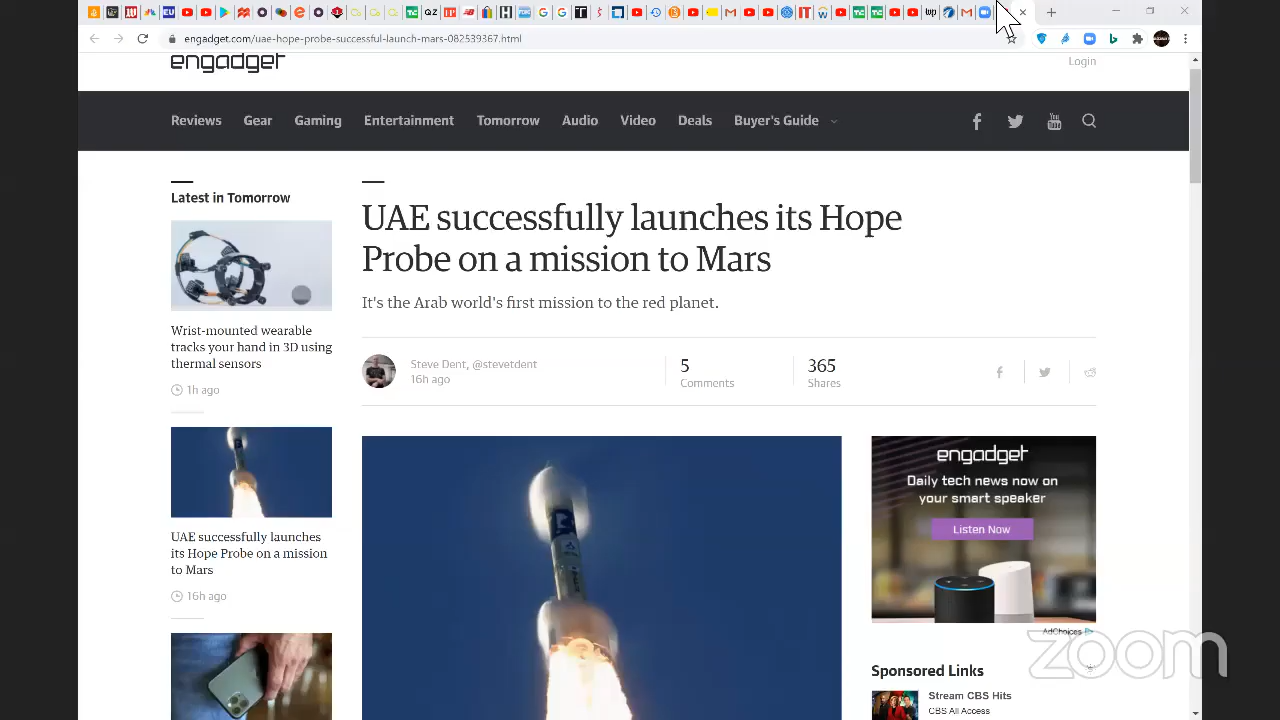 engadget.com/uae-hope-probe-successful-launch-mars-082539367.html
engadget
Login
Reviews Gear Gaming Entertainment Tomorrow Audio Video Deals Buyer's Guide
Latest in Tomorrow
Wrist-mounted wearable
tracks your hand in 3D using
thermal sensors
1h ago
UAE successfully launches
its Hope Probe on a mission
to Mars
16h ago
UAE successfully launches its Hope
Probe on a mission to Mars
It's the Arab world's first mission to the red planet.
Steve Dent, @stevetdent
16h ago
5
Comments
365
Shares
engadget
Daily tech news now on
your smart speaker
Listen Now
AdChoices
Sponsored Links
Stream CBS Hits
CBS All Access
zoom